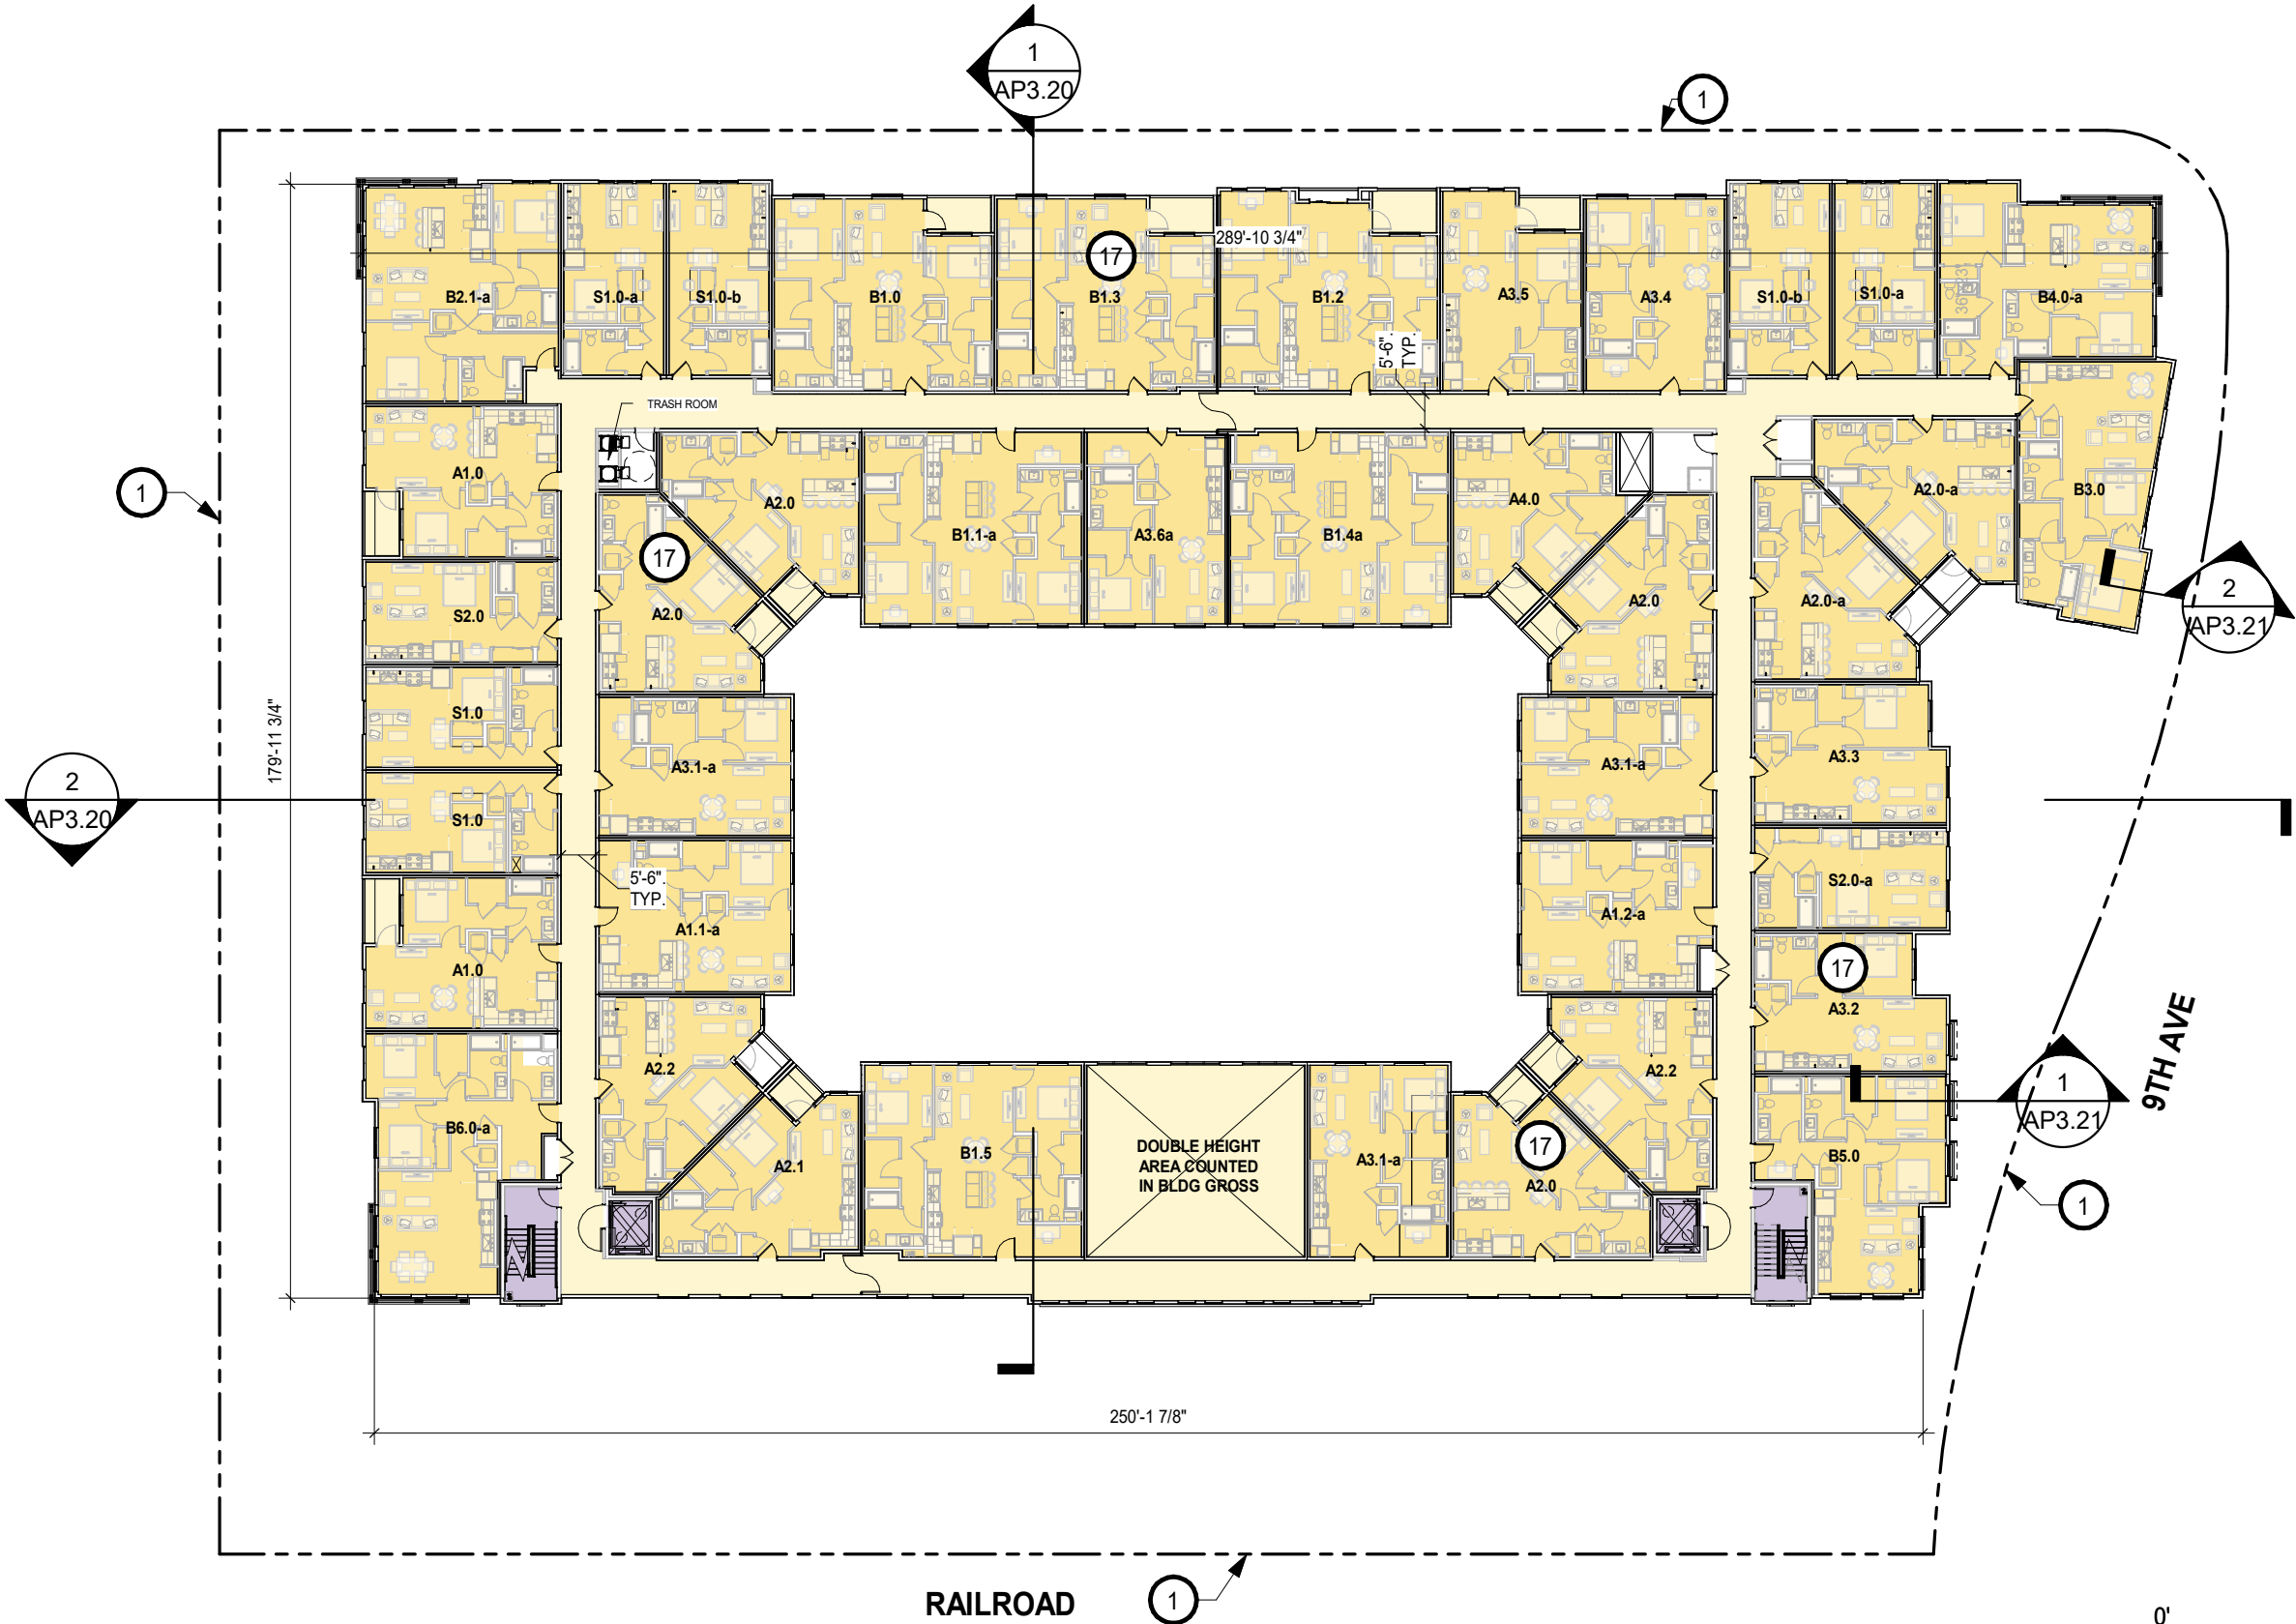 1
AP3.20
1
289'-10 3/4"
17
B2.1-a
S1.0-a
S1.0-b
B1.0
B1.3
B1.2
A3.5
A3.4
S1.0-b
S1.0-a
B4.0-a
5'-6".
TYP.
TRASH ROOM
A1.0
1
A2.0
B1.1-a
A3.6a
B1.4a
A4.0
A2.0-a
B3.0
17
S2.0
A2.0
A2.0
A2.0-a
2
AP3.21
179'-11 3/4"
S1.0
A3.1-a
A3.1-a
A3.3
2
AP3.20
S1.0
5'-6".
TYP.
S2.0-a
A1.1-a
A1.2-a
A1.0
17
A3.2
9TH AVE
A2.2
A2.2
1
AP3.21
B6.0-a
A2.1
B1.5
DOUBLE HEIGHT
AREA COUNTED
IN BLDG GROSS
A3.1-a
17
A2.0
B5.0
1
250'-1 7/8"
RAILROAD
1
0'